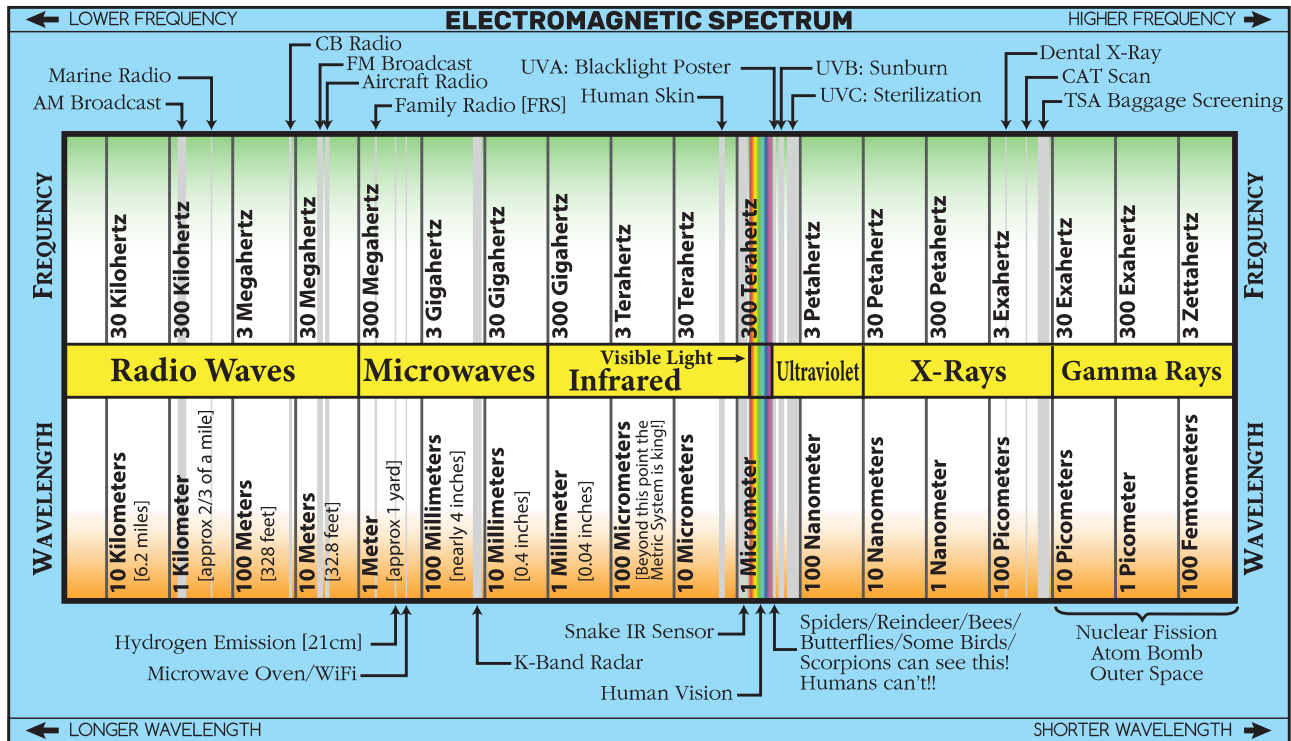 LOWER FREQUENCY
ELECTROMAGNETIC SPECTRUM
HIGHER FREQUENCY
CB Radio
FM Broadcast
Marine Radio
Aircraft Radio
AM Broadcast
Family Radio [FRS]
UVA: Blacklight Poster
Human Skin
UVB: Sunburn
UVC: Sterilization
Dental X-Ray
CAT Scan
TSA Baggage Screening
FREQUENCY
30 Kilohertz
300 Kilohertz
3 Megahertz
30 Megahertz
300 Megahertz
3 Gigahertz
30 Gigahertz
300 Gigahertz
3 Terahertz
30 Terahertz
300 Terahertz
3 Petahertz
30 Petahertz
300 Petahertz
3 Exahertz
30 Exahertz
300 Exahertz
3 Zettahertz
FREQUENCY
Radio Waves
Microwaves
Visible Light
Infrared
Ultraviolet
X-Rays
Gamma Rays
WAVELENGTH
10 Kilometers
[6.2 miles]
1 Kilometer
[approx 2/3 of a mile]
100 Meters
[328 feet]
10 Meters
[32.8 feet]
1 Meter
[approx 1 yard]
100 Millimeters
[nearly 4 inches]
10 Millimeters
[0.4 inches]
1 Millimeter
[0.04 inches]
100 Micrometers
[Beyond this point the
Metric System is king!]
10 Micrometers
1 Micrometer
100 Nanometer
10 Nanometers
1 Nanometer
100 Picometers
10 Picometers
1 Picometer
100 Femtometers
WAVELENGTH
Hydrogen Emission [21cm]
Microwave Oven/WiFi
K-Band Radar
Snake IR Sensor
Human Vision
Spiders/Reindeer/Bees/
Butterflies/Some Birds/
Scorpions can see this!
Humans can't!!
Nuclear Fission
Atom Bomb
Outer Space
LONGER WAVELENGTH
SHORTER WAVELENGTH